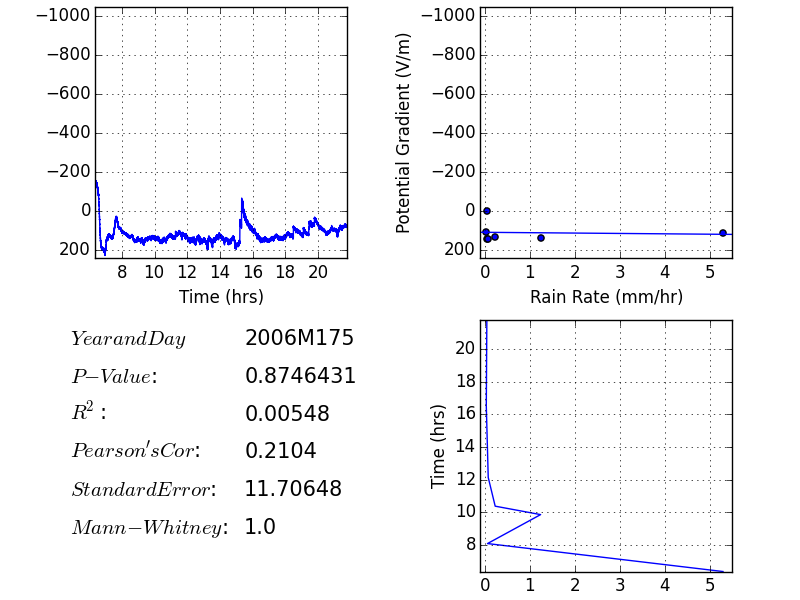 −1000
−800
−600
−400
−200
0
200
8 10 12 14 16 18 20
Time (hrs)
Potential Gradient (V/m)
−1000
−800
−600
−400
−200
0
200
0 1 2 3 4 5
Rain Rate (mm/hr)
YearandDay 2006M175
P−Value: 0.8746431
R²: 0.00548
Pearson′sCor: 0.2104
StandardError: 11.70648
Mann−Whitney: 1.0
Time (hrs)
20
18
16
14
12
10
8
0 1 2 3 4 5